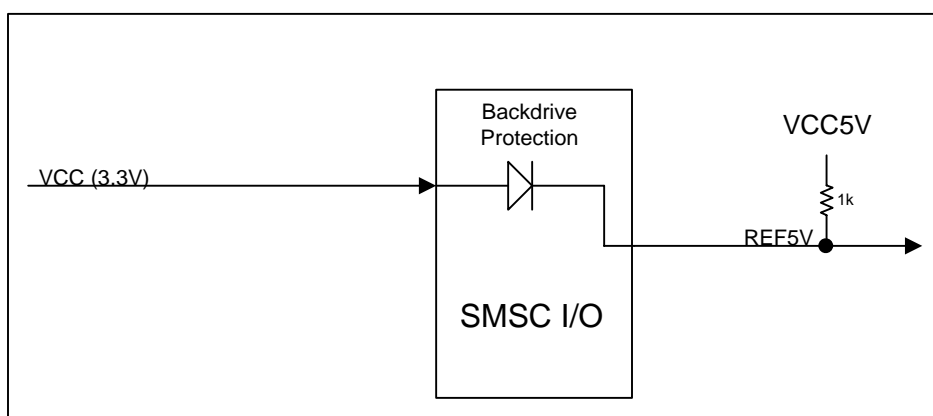 Backdrive
Protection
VCC5V
VCC (3.3V)
1k
REF5V
SMSC I/O